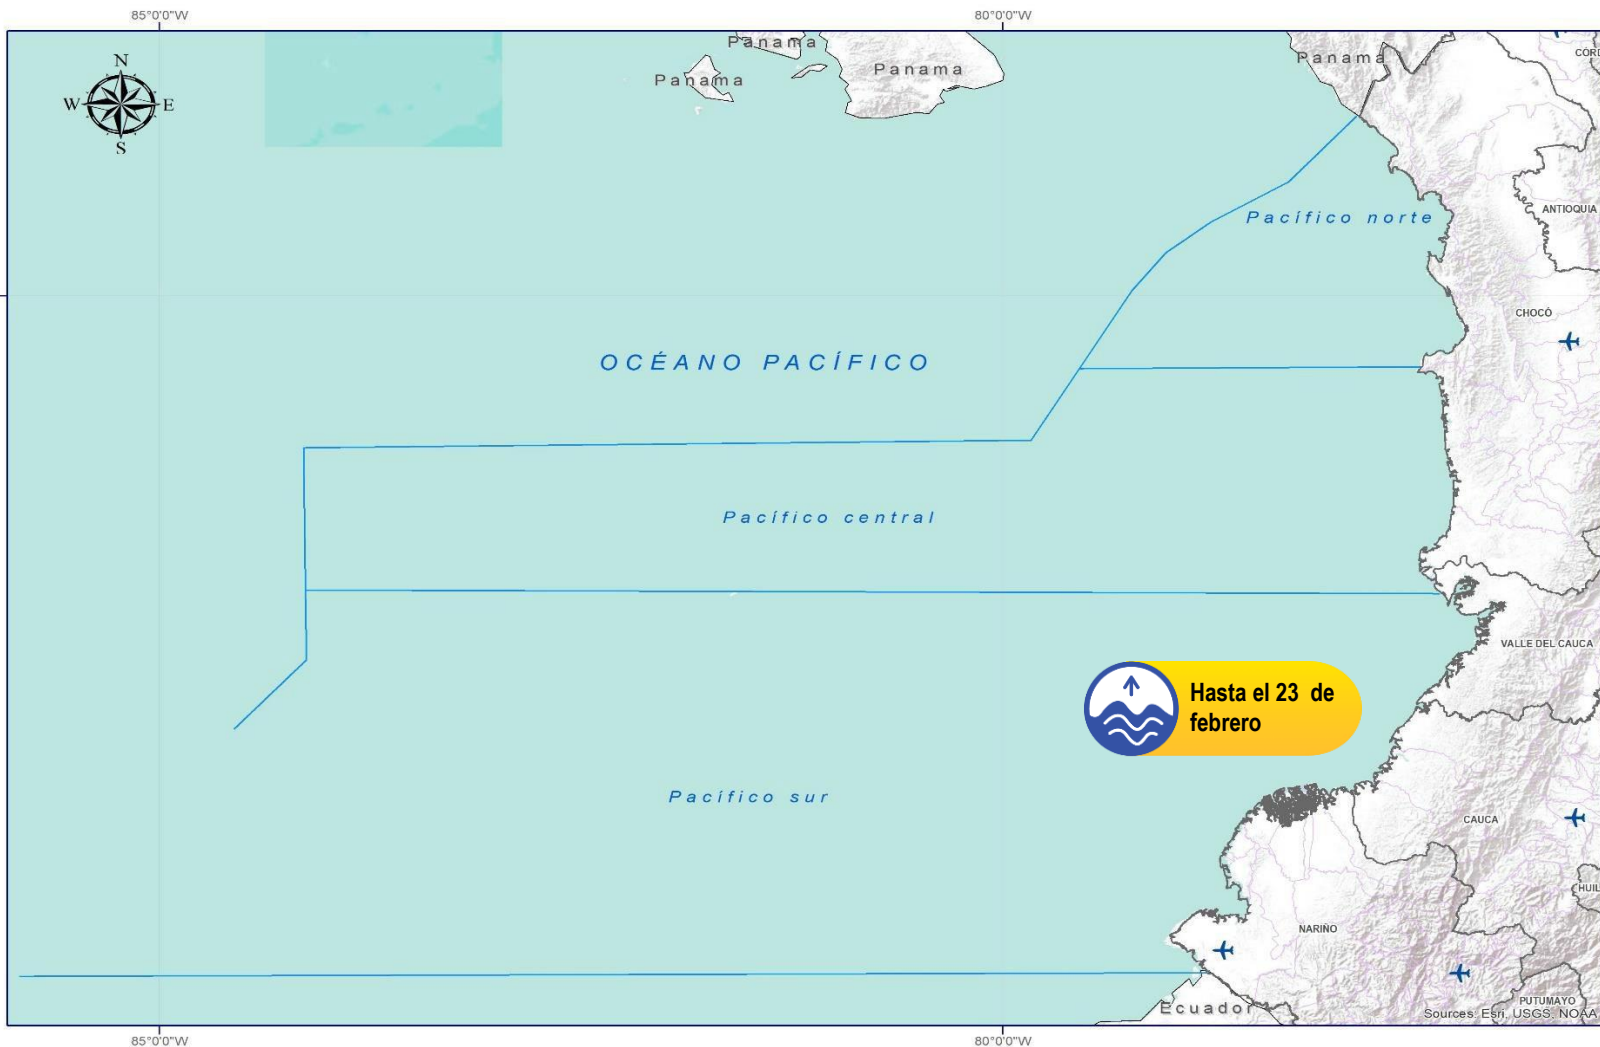 85°0'0"W
80°0'0"W
N
W
E
S
Panama
Panama
Panama
Panama
CÓRD
ANTIOQUIA
Pacífico norte
CHOCÓ
OCÉANO PACÍFICO
Pacífico central
VALLE DEL CAUCA
Hasta el 23 de
febrero
Pacífico sur
CAUCA
HUIL
NARIÑO
PUTUMAYO
Ecuador
Sources: Esri, USGS, NOAA
85°0'0"W
80°0'0"W